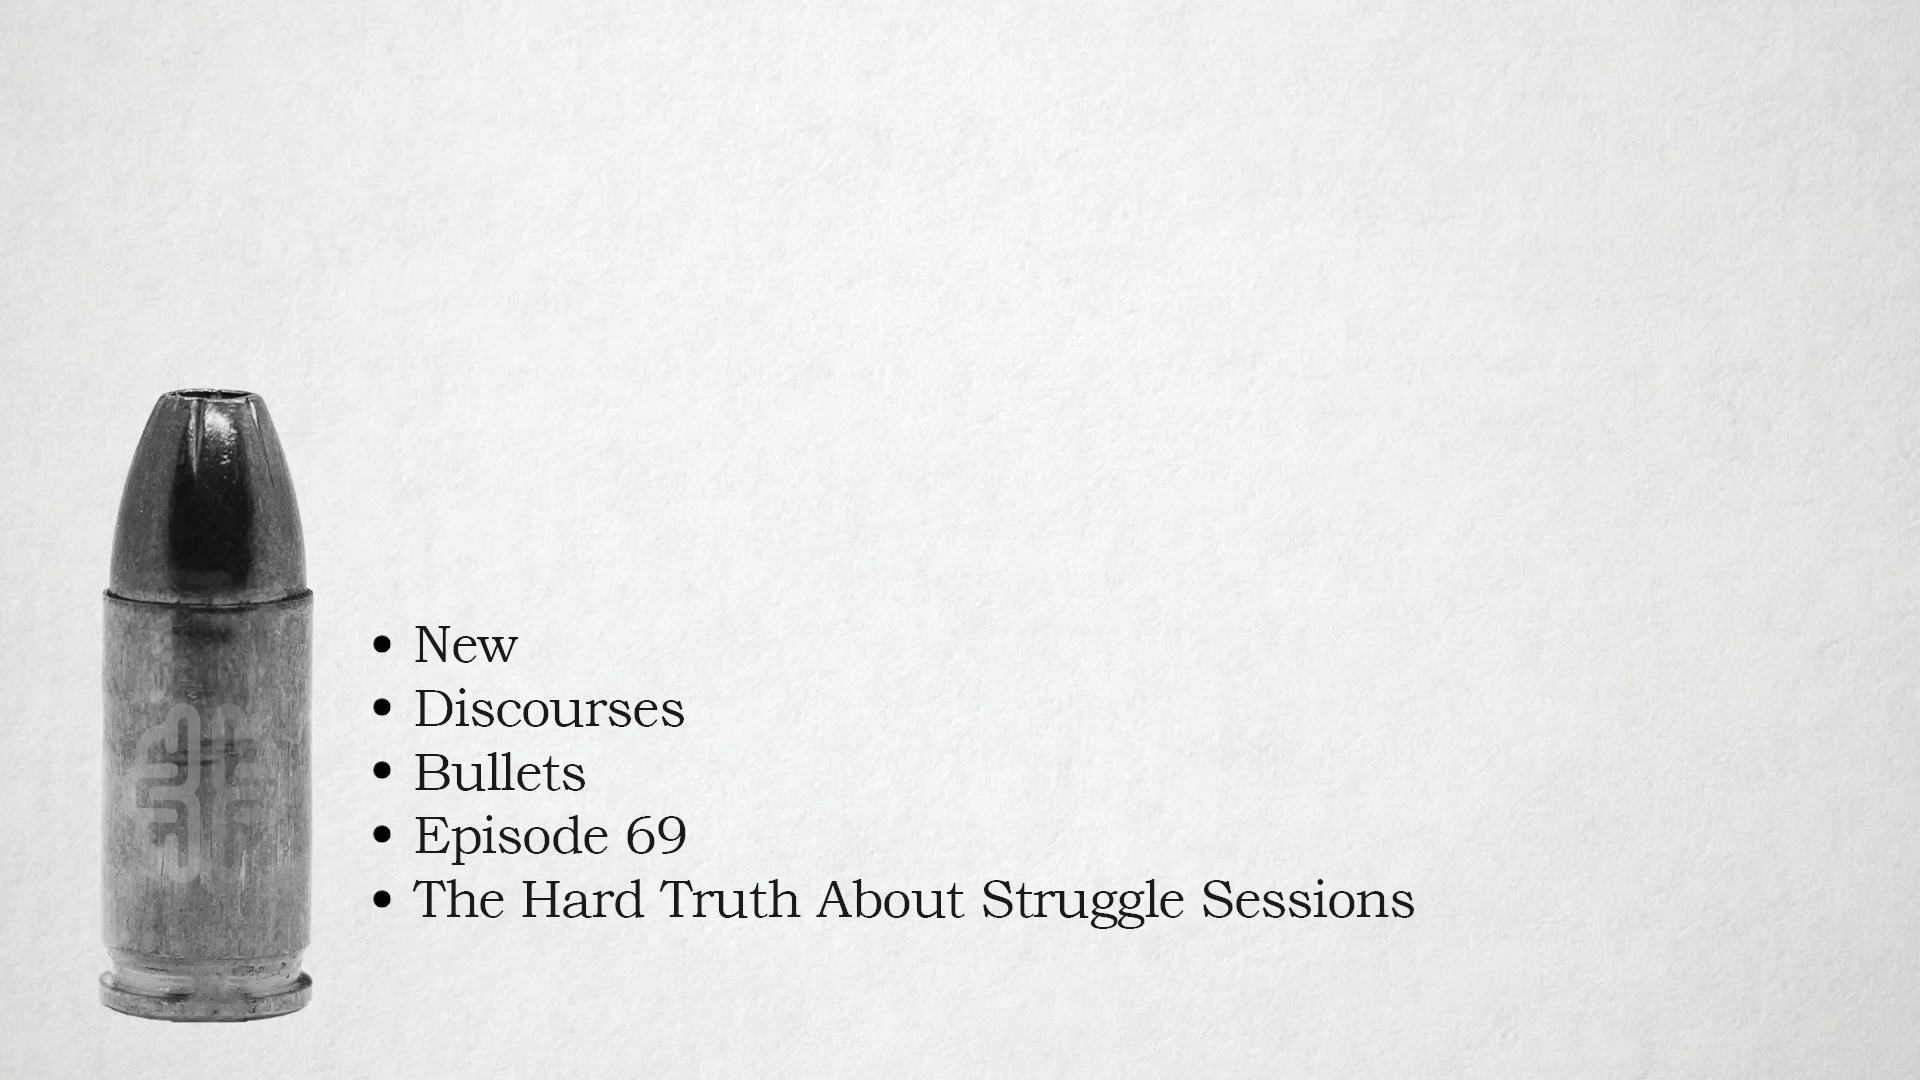 • New
• Discourses
• Bullets
• Episode 69
• The Hard Truth About Struggle Sessions